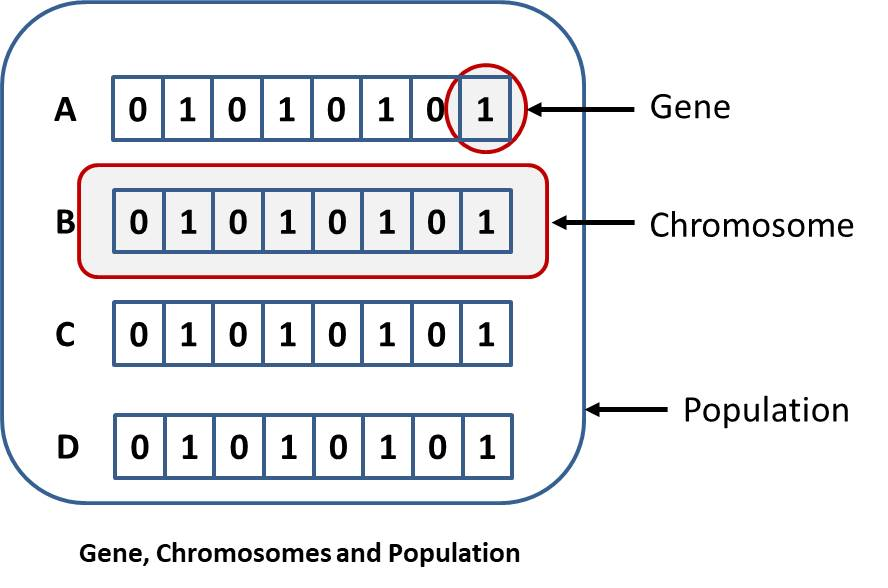 A 0 1 0 1 0 1 0 1 Gene
B 0 1 0 1 0 1 0 1 Chromosome
C 0 1 0 1 0 1 0 1
Population
D 0 1 0 1 0 1 0 1
Gene, Chromosomes and Population